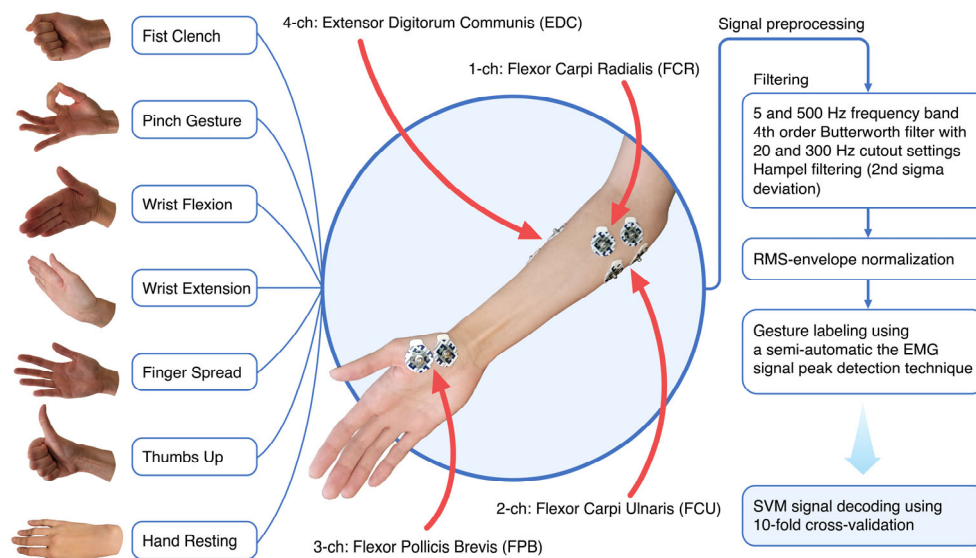 Fist Clench
Pinch Gesture
Wrist Flexion
Wrist Extension
Finger Spread
Thumbs Up
Hand Resting
4-ch: Extensor Digitorum Communis (EDC)
1-ch: Flexor Carpi Radialis (FCR)
2-ch: Flexor Carpi Ulnaris (FCU)
3-ch: Flexor Pollicis Brevis (FPB)
Signal preprocessing
Filtering
5 and 500 Hz frequency band
4th order Butterworth filter with
20 and 300 Hz cutout settings
Hampel filtering (2nd sigma
deviation)
RMS-envelope normalization
Gesture labeling using
a semi-automatic the EMG
signal peak detection technique
SVM signal decoding using
10-fold cross-validation